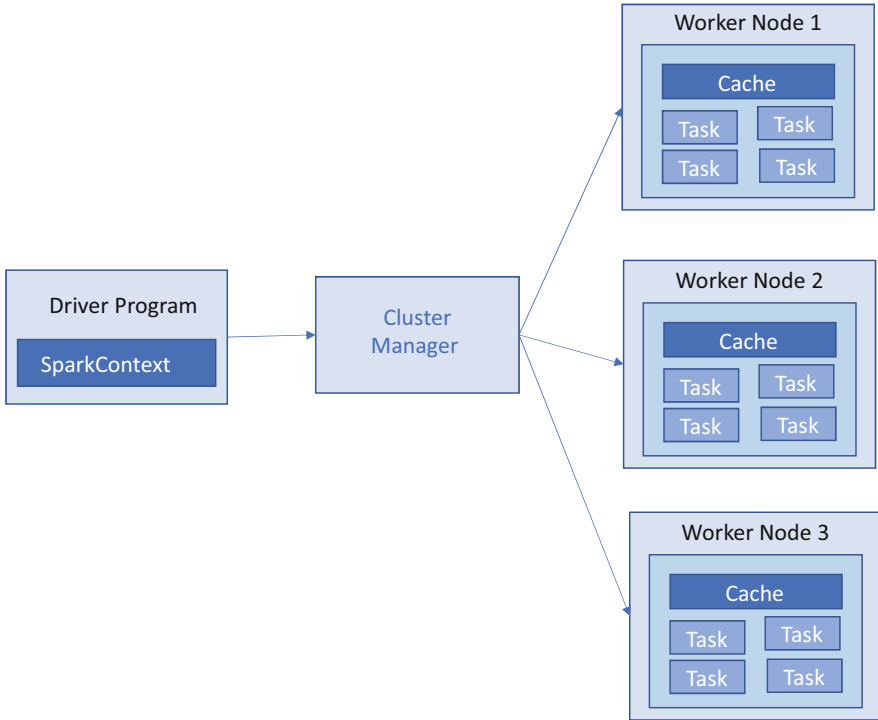 Worker Node 1
Cache
Task
Task
Task
Task
Driver Program
SparkContext
Cluster
Manager
Worker Node 2
Cache
Task
Task
Task
Task
Worker Node 3
Cache
Task
Task
Task
Task